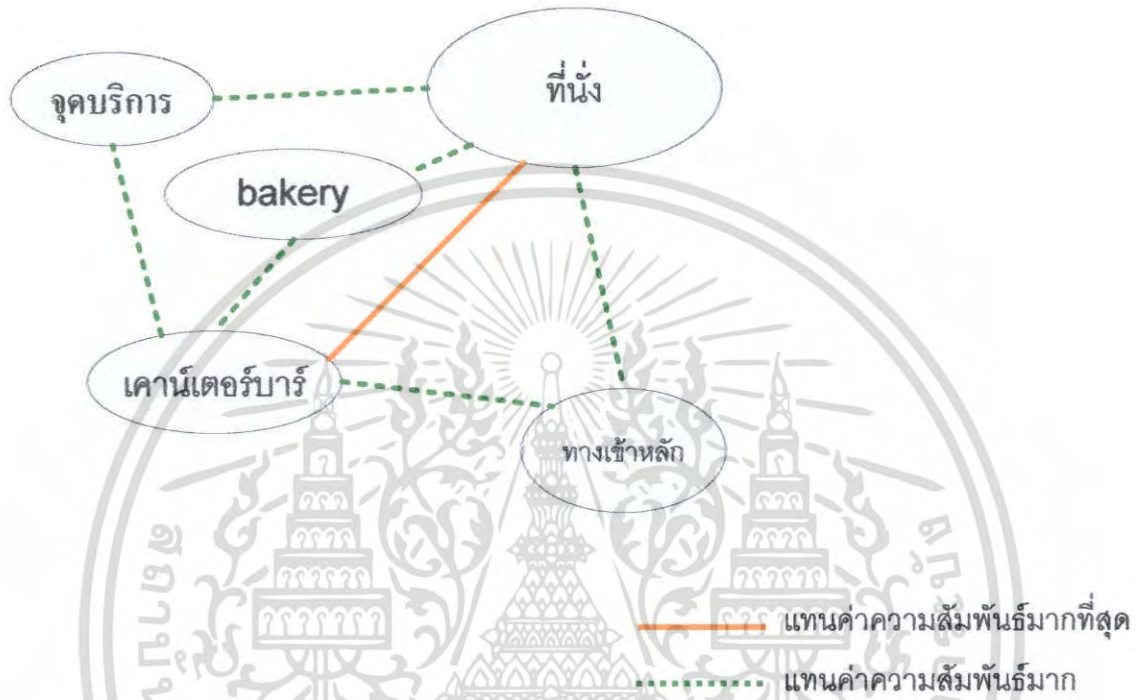 ที่นั่ง
จุดบริการ
bakery
เคาน์เตอร์บาร์
ทางเข้าหลัก
แทนค่าความสัมพันธ์มากที่สุด
แทนค่าความสัมพันธ์มาก